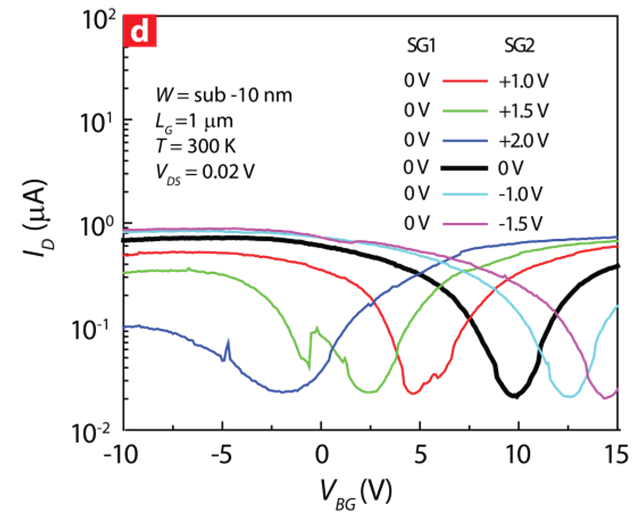 d
10²
10¹
10⁰
10⁻¹
10⁻²
I_D (μA)
SG1 SG2
0 V +1.0 V
0 V +1.5 V
0 V +2.0 V
0 V 0 V
0 V -1.0 V
0 V -1.5 V
W = sub -10 nm
L_G =1 μm
T = 300 K
V_DS = 0.02 V
-10 -5 0 5 10 15
V_BG (V)